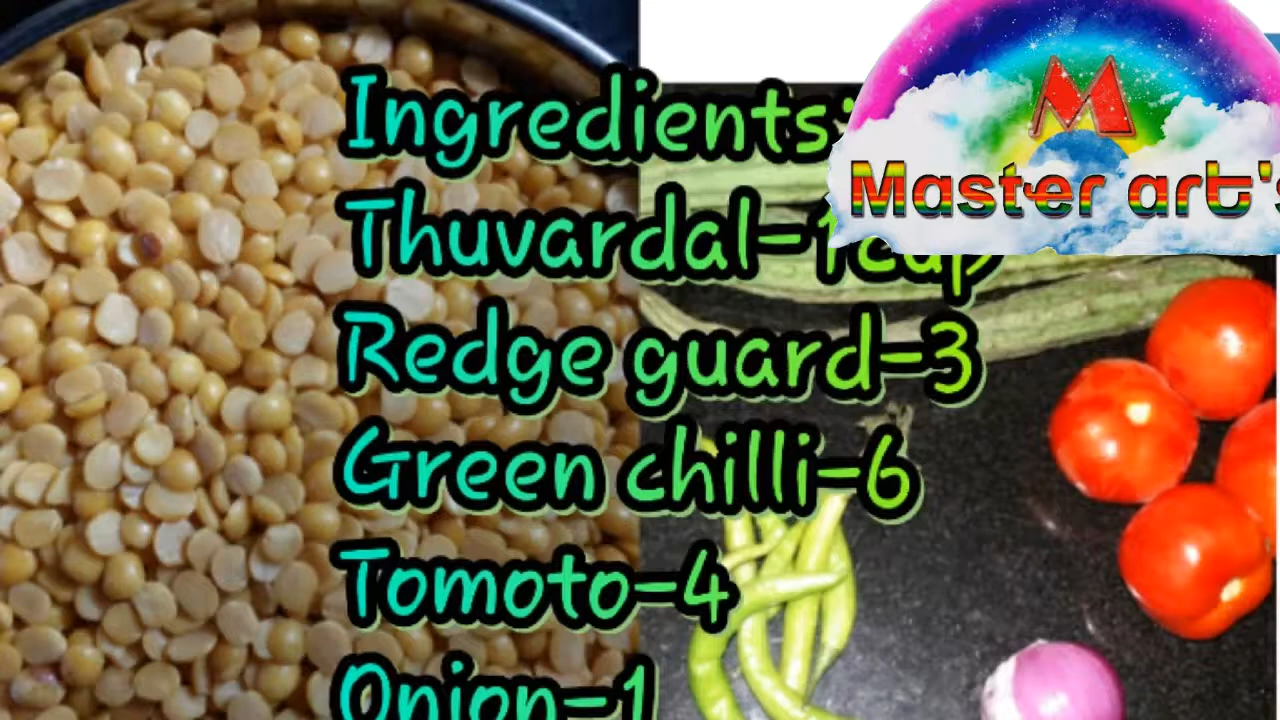 Ingredients:
Thuvardal-1cup
Redge guard-3
Green chilli-6
Tomoto-4
Onion-1
M
Master art's